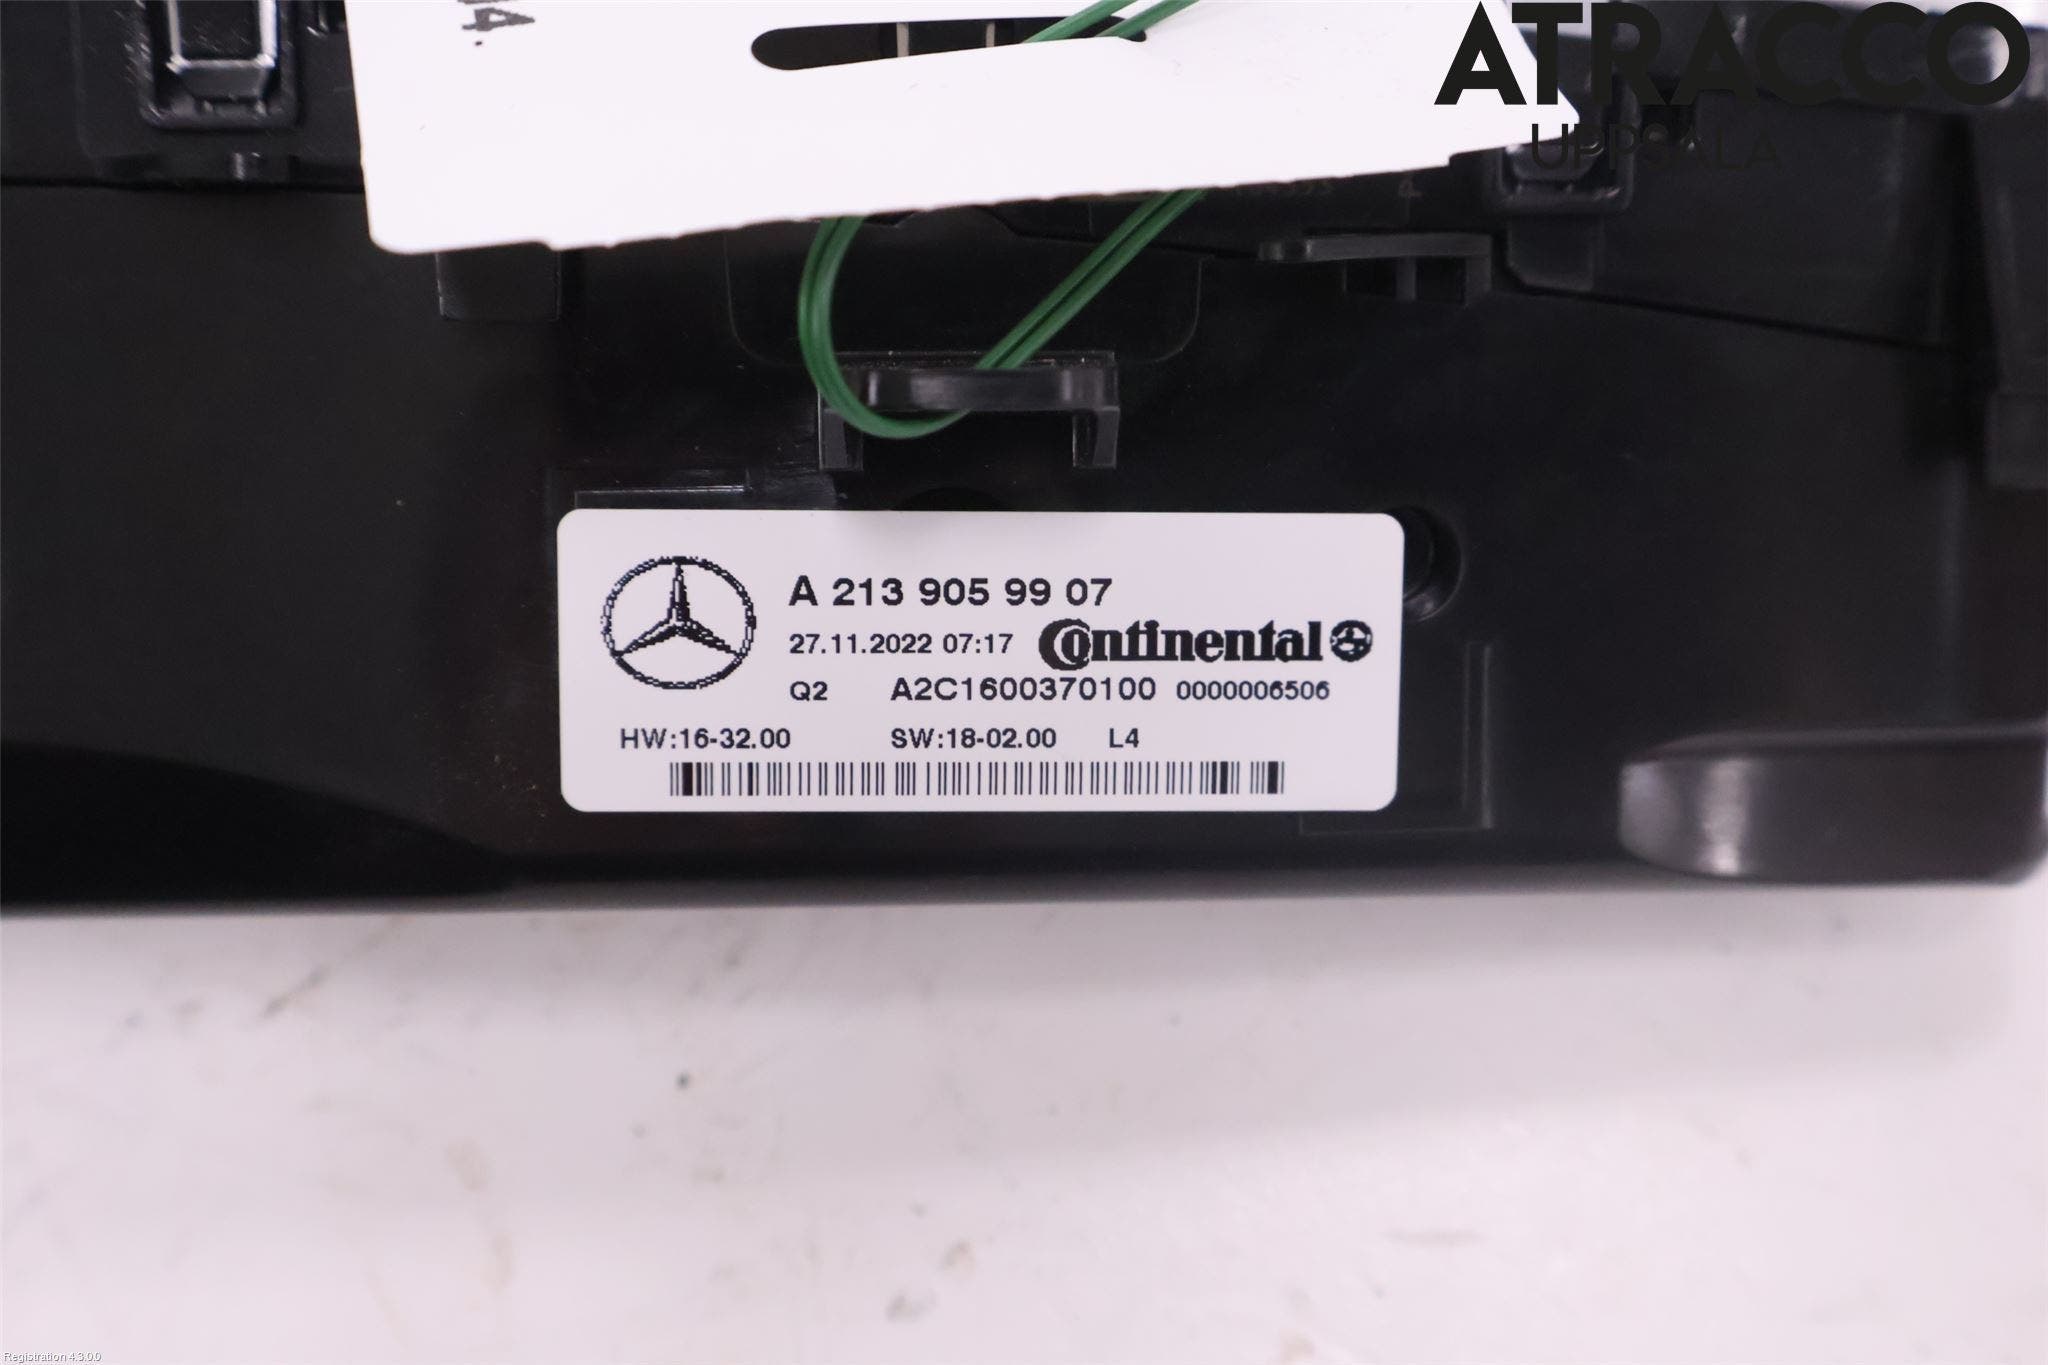 ATRACCO
UPPSALA
A 213 905 99 07
27.11.2022 07:17 Continental
Q2 A2C1600370100 0000006506
HW:16-32.00 SW:18-02.00 L4
Registration 4.3.0.0